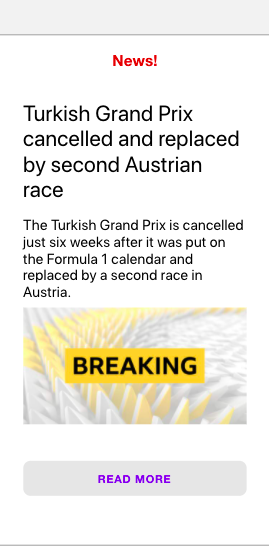 News!
Turkish Grand Prix
cancelled and replaced
by second Austrian
race
The Turkish Grand Prix is cancelled
just six weeks after it was put on
the Formula 1 calendar and
replaced by a second race in
Austria.
BREAKING
READ MORE